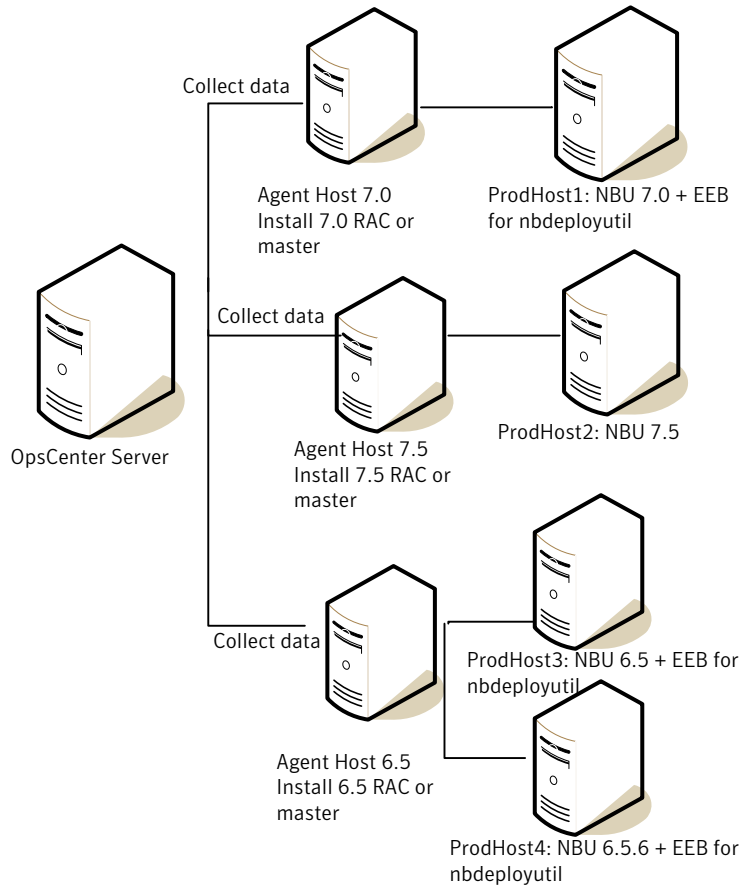 Collect data
Agent Host 7.0
Install 7.0 RAC or
master
ProdHost1: NBU 7.0 + EEB
for nbdeployutil
Collect data
OpsCenter Server
Agent Host 7.5
Install 7.5 RAC or
master
ProdHost2: NBU 7.5
Collect data
Agent Host 6.5
Install 6.5 RAC or
master
ProdHost3: NBU 6.5 + EEB for
nbdeployutil
ProdHost4: NBU 6.5.6 + EEB for
nbdeployutil